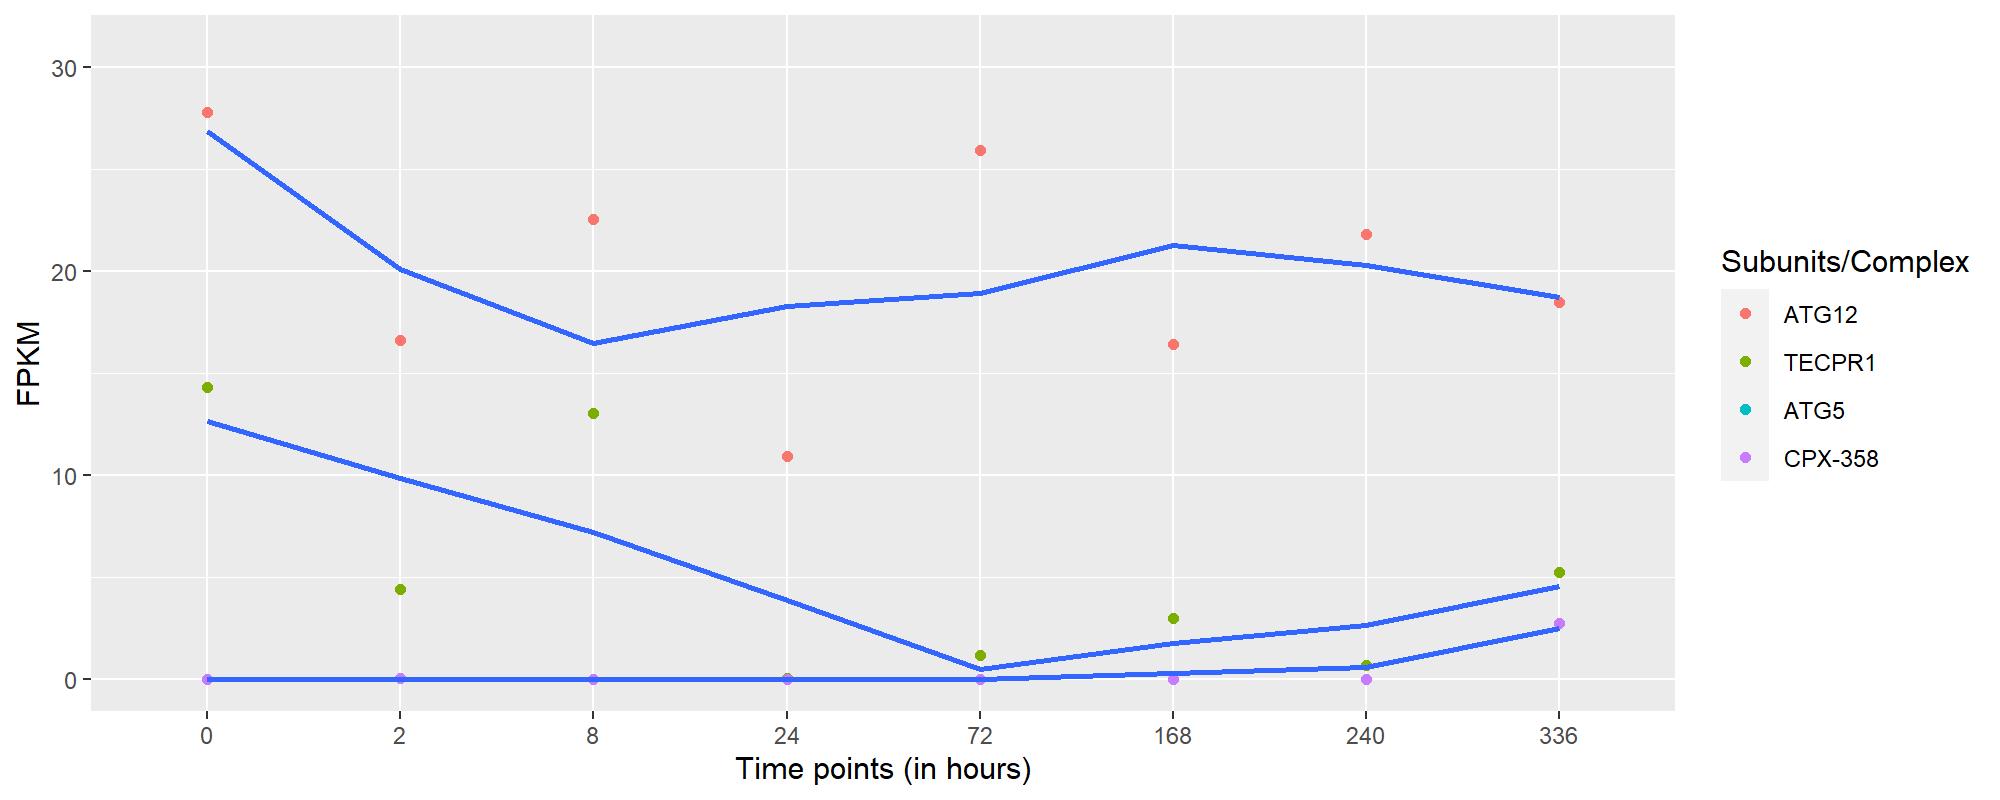 30
20
10
0
FPKM
0 2 8 24 72 168 240 336
Time points (in hours)
Subunits/Complex
ATG12
TECPR1
ATG5
CPX-358